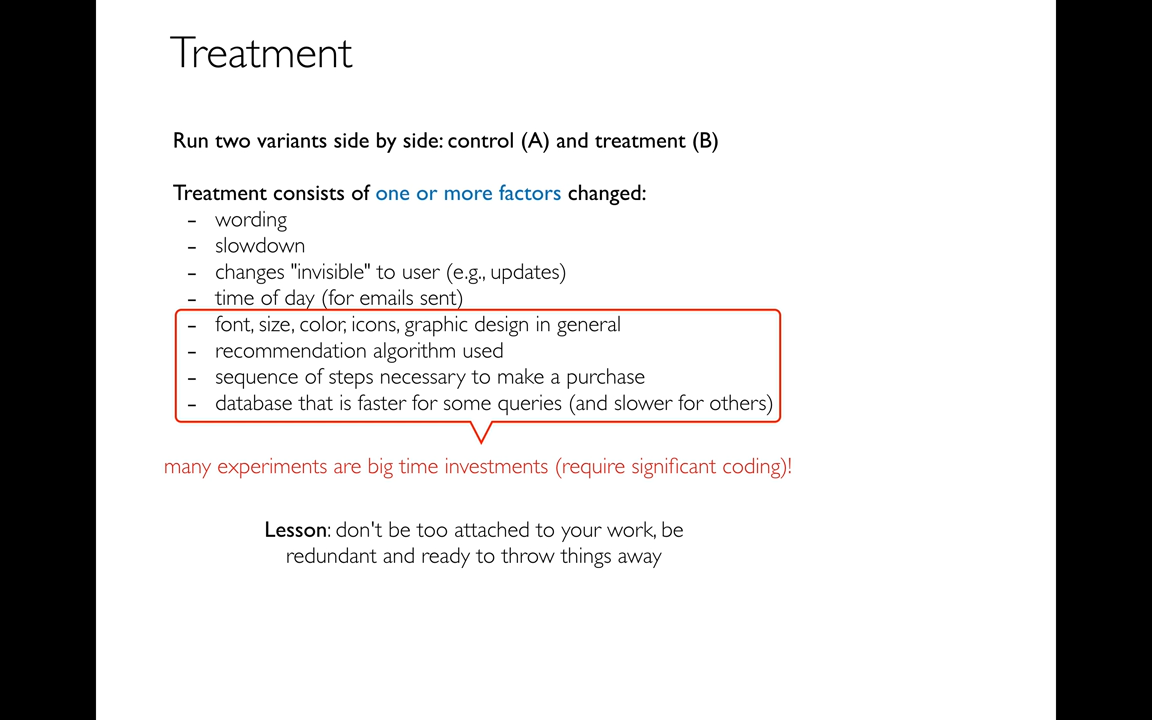 Treatment
Run two variants side by side: control (A) and treatment (B)
Treatment consists of one or more factors changed:
- wording
- slowdown
- changes "invisible" to user (e.g., updates)
- time of day (for emails sent)
- font, size, color, icons, graphic design in general
- recommendation algorithm used
- sequence of steps necessary to make a purchase
- database that is faster for some queries (and slower for others)
many experiments are big time investments (require significant coding)!
Lesson: don't be too attached to your work, be
redundant and ready to throw things away